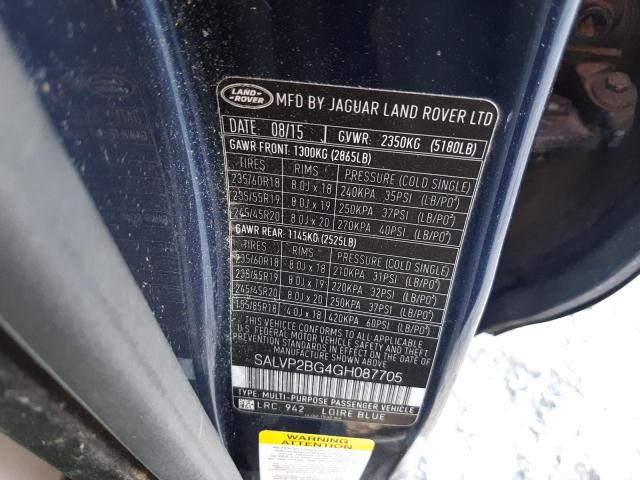 LAND-
ROVER
MFD BY JAGUAR LAND ROVER LTD
DATE: 08/15 GVWR: 2350KG (5180LB)
GAWR FRONT: 1300KG (2865LB)
TIRES RIMS PRESSURE (COLD SINGLE)
235/60R18 8.0J x 18 240KPA 35PSI (LB/PO²)
235/55R19 8.0J x 19 250KPA 37PSI (LB/PO²)
245/45R20 8.0J x 20 270KPA 40PSI (LB/PO²)
GAWR REAR: 1145KG (2525LB)
TIRES RIMS PRESSURE (COLD SINGLE)
235/60R18 8.0J x 18 210KPA 31PSI (LB/PO²)
235/55R19 8.0J x 19 220KPA 32PSI (LB/PO²)
245/45R20 8.0J x 20 250KPA 37PSI (LB/PO²)
155/85R18 4.0J x 18 420KPA 60PSI (LB/PO²)
THIS VEHICLE CONFORMS TO ALL APPLICABLE
U.S. FEDERAL MOTOR VEHICLE SAFETY AND THEFT
PREVENTION STANDARDS IN EFFECT ON THE DATE OF
MANUFACTURE SHOWN ABOVE.
SALVP2BG4GH087705
TYPE: MULTI-PURPOSE PASSENGER VEHICLE
LRC: 942 LOIRE BLUE
WARNING
ATTENTION